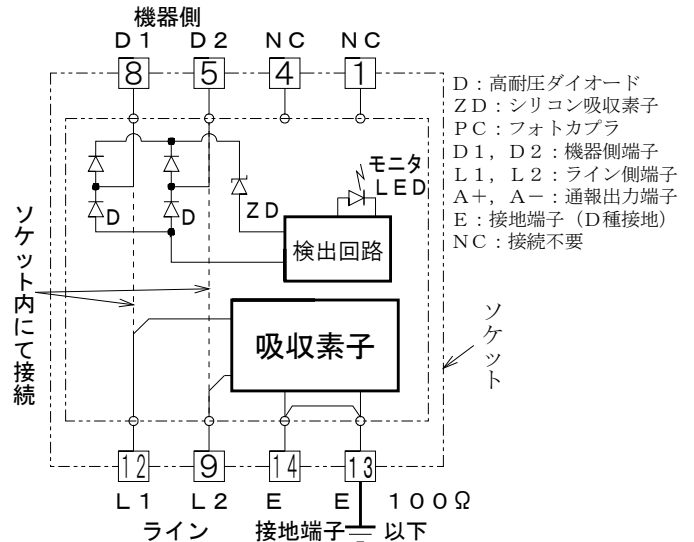 機器側
D1 D2 NC NC
8 5 4 1
D:高耐圧ダイオード
ZD:シリコン吸収素子
PC:フォトカプラ
D1,D2:機器側端子
L1,L2:ライン側端子
A+,A-:通報出力端子
E:接地端子(D種接地)
NC:接続不要
モニタ
LED
D D ZD
検出回路
ソケット内にて接続
吸収素子
ソケット
12 9 14 13
L1 L2 E E 100Ω
ライン 接地端子 以下